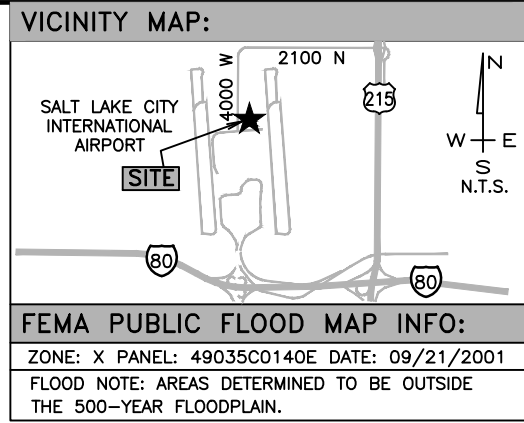 VICINITY MAP:
2100 N
4000 W
215
SALT LAKE CITY
INTERNATIONAL
AIRPORT
SITE
N
W E
S
N.T.S.
80
80
FEMA PUBLIC FLOOD MAP INFO:
ZONE: X PANEL: 49035C0140E DATE: 09/21/2001
FLOOD NOTE: AREAS DETERMINED TO BE OUTSIDE
THE 500-YEAR FLOODPLAIN.